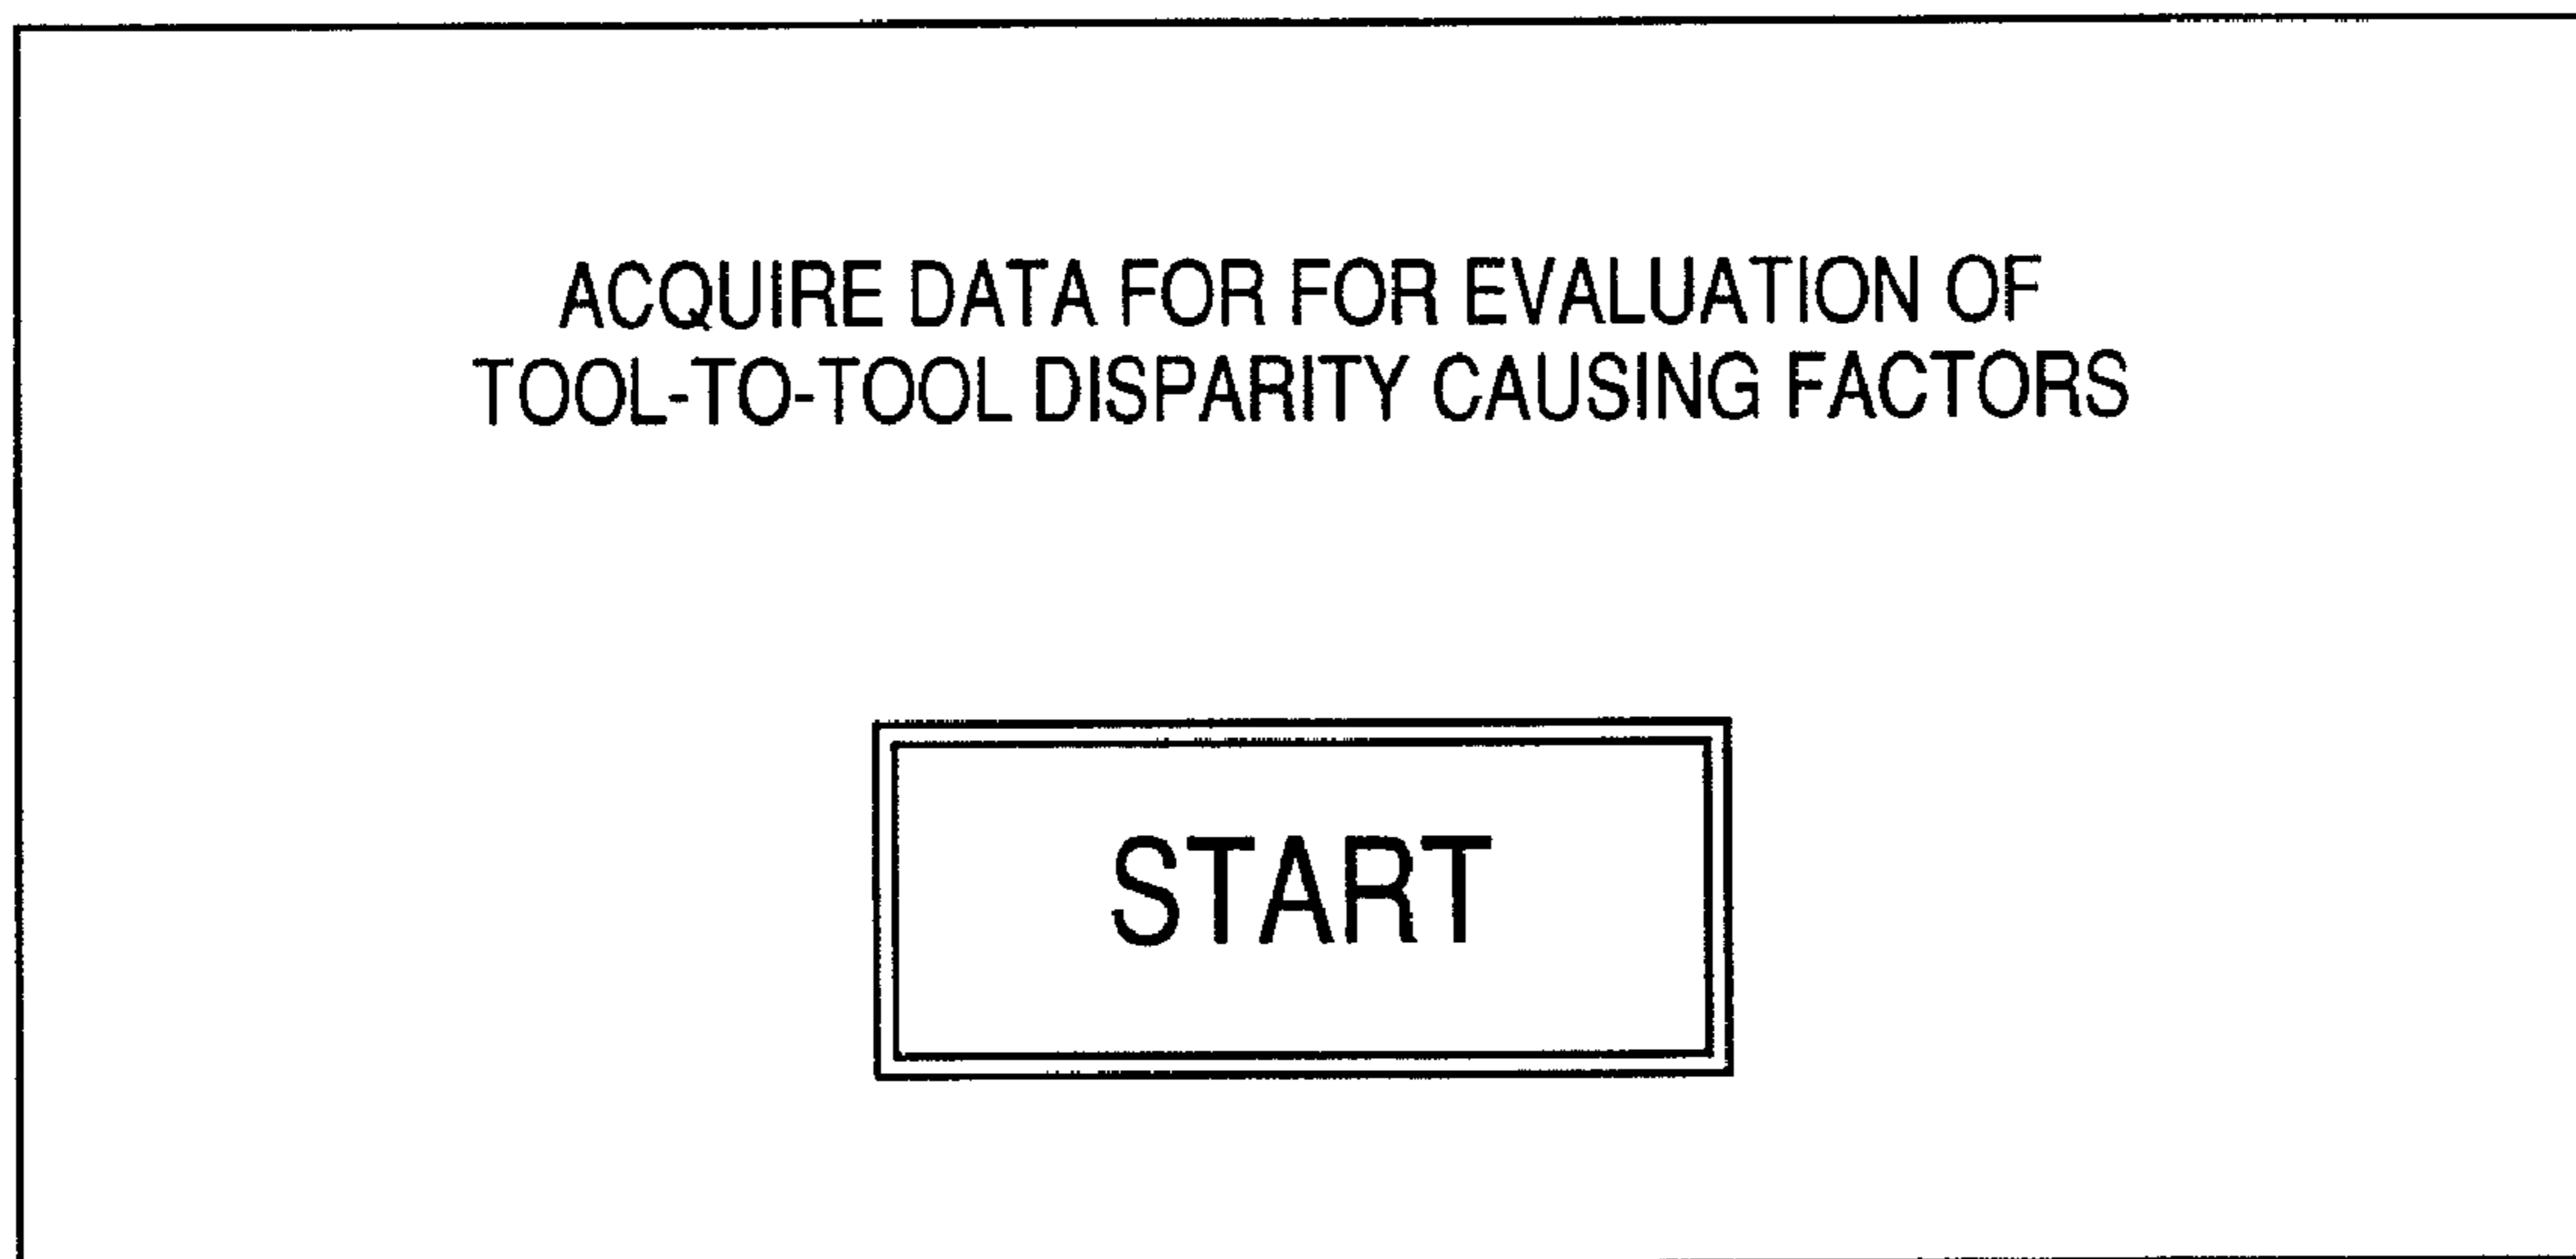 ACQUIRE DATA FOR FOR EVALUATION OF
TOOL-TO-TOOL DISPARITY CAUSING FACTORS
START